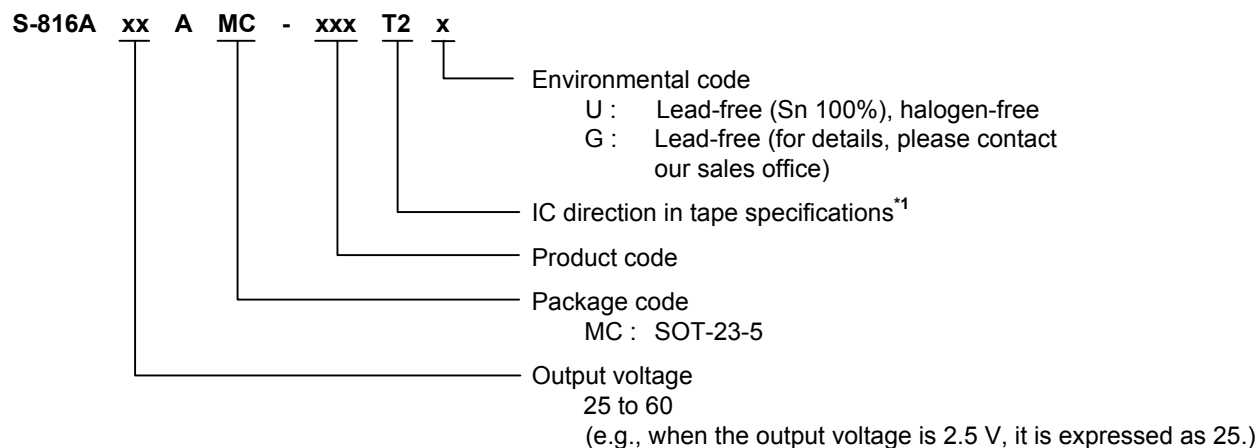 S-816A xx A MC - xxx T2 x
Environmental code
U : Lead-free (Sn 100%), halogen-free
G : Lead-free (for details, please contact
our sales office)
IC direction in tape specifications*1
Product code
Package code
MC : SOT-23-5
Output voltage
25 to 60
(e.g., when the output voltage is 2.5 V, it is expressed as 25.)